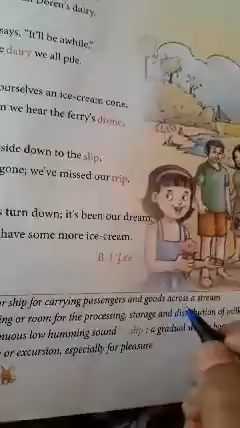 Doren's dairy.
says, "It'll be awhile,"
e dairy we all pile.
ourselves an ice-cream cone,
n we hear the ferry's drone.
side down to the slip,
gone; we've missed our trip.
s turn down; it's been our dream,
have some more ice-cream.
B. J. Lee
or ship for carrying passengers and goods across a stream
ing or room for the processing, storage and distribution of milk
nuous low humming sound slip : a gradual
or excursion, especially for pleasure